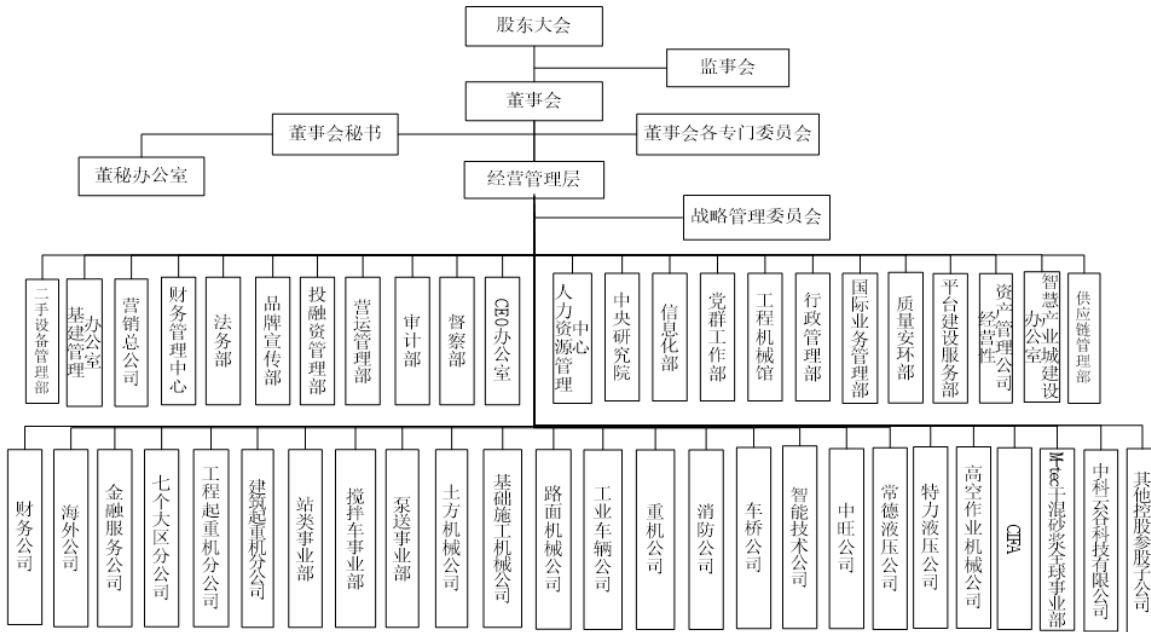 股东大会
监事会
董事会
董事会秘书
董事会各专门委员会
董秘办公室
经营管理层
战略管理委员会
二手设备管理部
基建管理
办公室
营销总公司
财务管理中心
法务部
品牌宣传部
投融资管理部
营运管理部
审计部
督察部
CEO办公室
人力资源管理
中心
中央研究院
信息化部
党群工作部
工程机械馆
行政管理部
国际业务管理部
质量安环部
平台建设服务部
经营性
资产管理公司
办公室
智慧产业城建设
供应链管理部
财务公司
海外公司
金融服务公司
七个大区分公司
工程起重机分公司
建筑起重机分公司
站类事业部
搅拌车事业部
泵送事业部
土方机械公司
基础施工机械公司
路面机械公司
工业车辆公司
重机公司
消防公司
车桥公司
智能技术公司
中旺公司
常德液压公司
特力液压公司
高空作业机械公司
CIFA
M-tec干混砂浆全球事业部
中科云谷科技有限公司
其他控股参股子公司